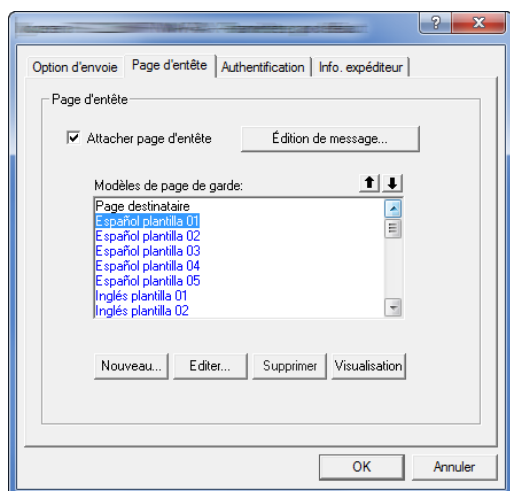 Option d'envoie Page d'entête Authentification Info. expéditeur
Page d'entête
Attacher page d'entête Édition de message...
Modèles de page de garde:
Page destinataire
Español plantilla 01
Español plantilla 02
Español plantilla 03
Español plantilla 04
Español plantilla 05
Inglés plantilla 01
Inglés plantilla 02
Nouveau... Editer... Supprimer Visualisation
OK Annuler